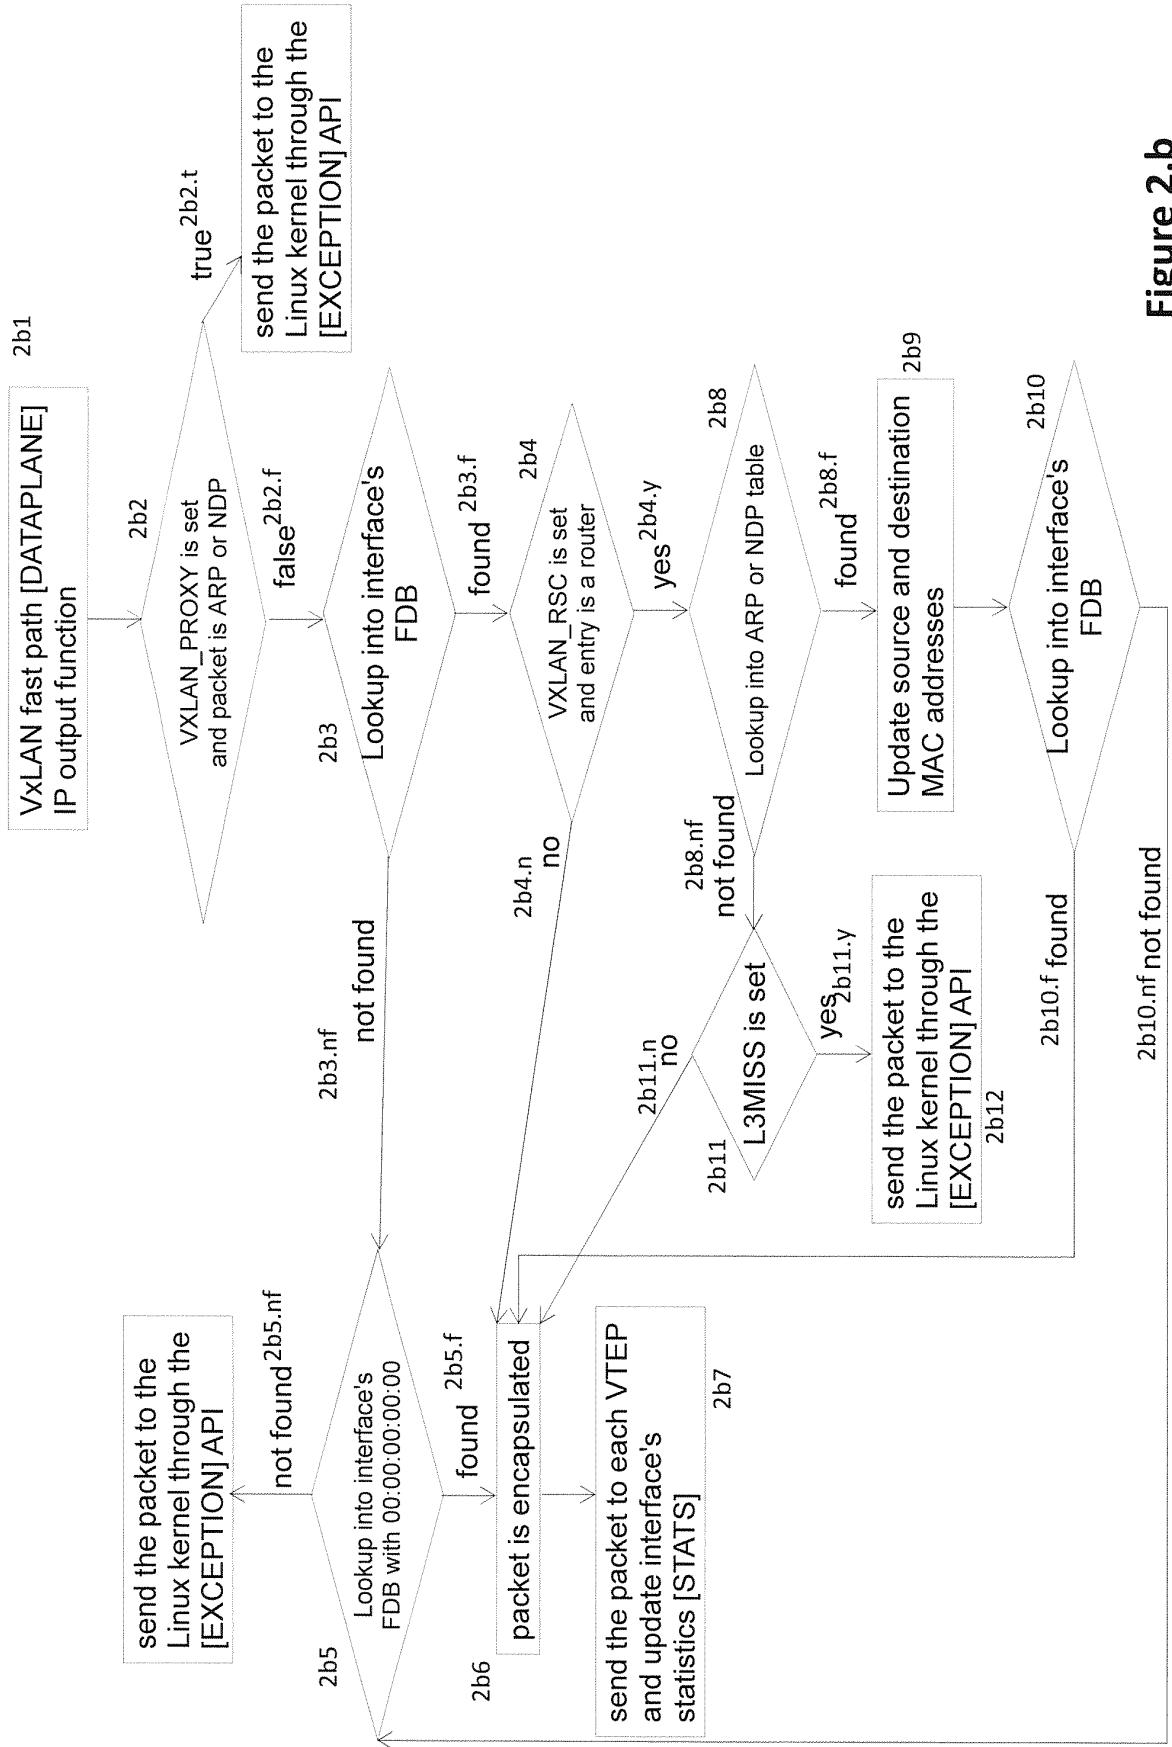 2b1
VxLAN fast path [DATAPLANE]
IP output function
2b2
VXLAN_PROXY is set
and packet is ARP or NDP
true 2b2.t
send the packet to the
Linux kernel through the
[EXCEPTION] API
false 2b2.f
2b3
Lookup into interface's
FDB
2b3.nf
not found
found 2b3.f
2b4
VXLAN_RSC is set
and entry is a router
2b4.n
no
yes 2b4.y
send the packet to the
Linux kernel through the
[EXCEPTION] API
not found 2b5.nf
2b5
Lookup into interface's
FDB with 00:00:00:00:00
found 2b5.f
2b6
packet is encapsulated
send the packet to each VTEP
and update interface's
statistics [STATS]
2b7
2b8
Lookup into ARP or NDP table
2b8.nf
not found
found 2b8.f
2b11.n
no
2b11
L3MISS is set
yes 2b11.y
send the packet to the
Linux kernel through the
[EXCEPTION] API
2b12
2b9
Update source and destination
MAC addresses
2b10
Lookup into interface's
FDB
2b10.f found
2b10.nf not found
Figure 2.b